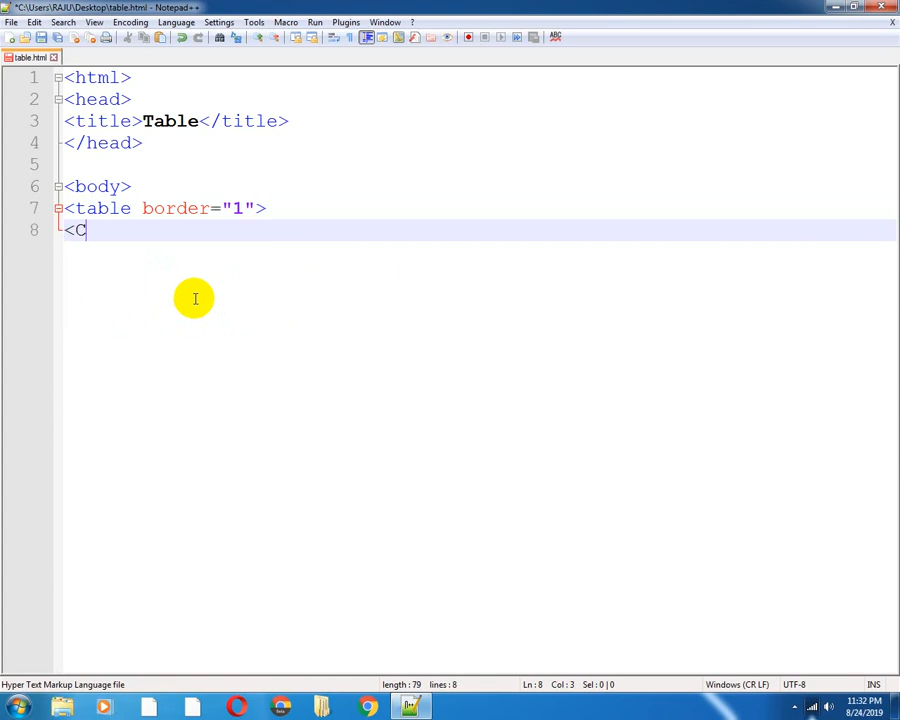 *C:\Users\RAJU\Desktop\table.html - Notepad++
File Edit Search View Encoding Language Settings Tools Macro Run Plugins Window ? X
table.html
1 <html>
2 <head>
3 <title>Table</title>
4 </head>
5
6 <body>
7 <table border="1">
8 <C
Hyper Text Markup Language file length : 79 lines : 8 Ln : 8 Col : 3 Sel : 0 | 0 Windows (CR LF) UTF-8 INS
11:32 PM
8/24/2019